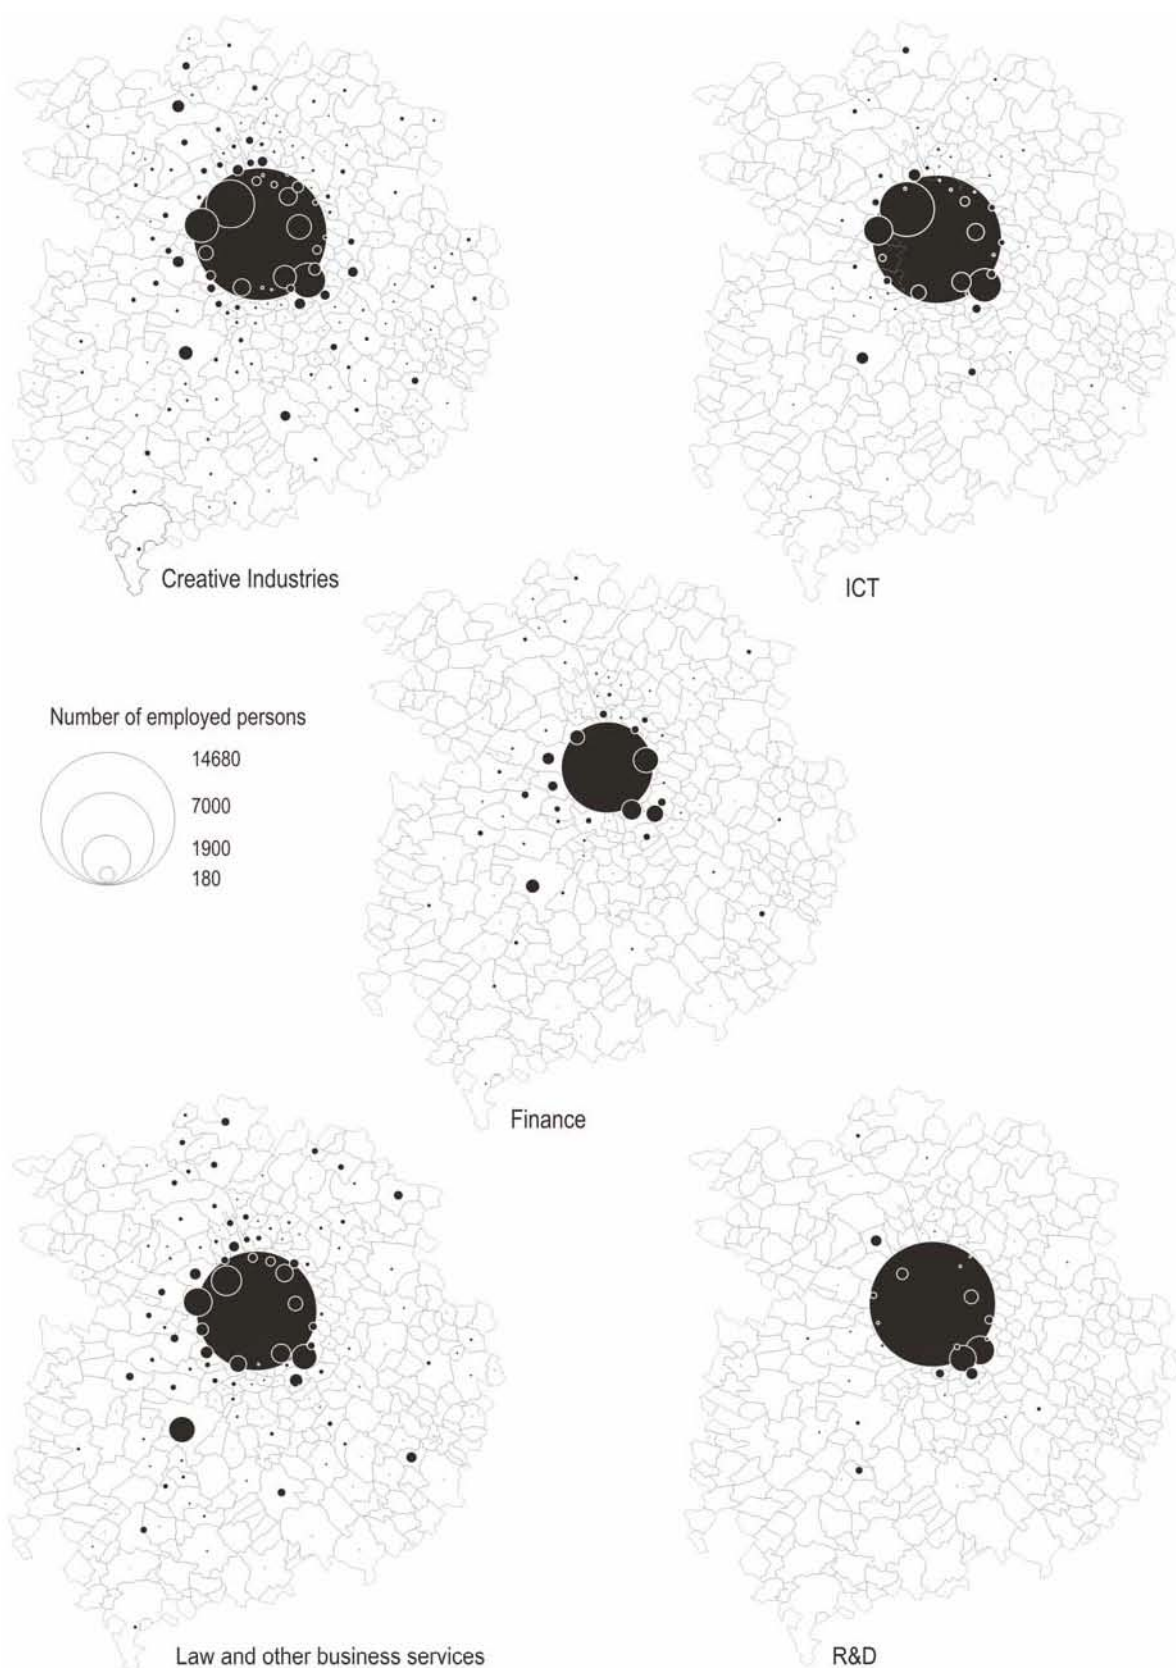 Creative Industries
ICT
Number of employed persons
14680
7000
1900
180
Finance
Law and other business services
R&D